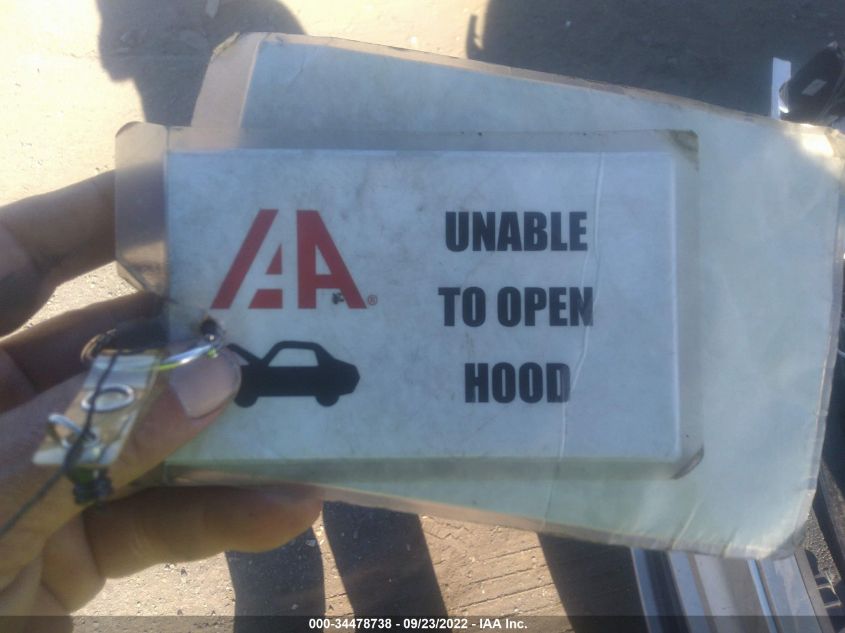 IAA®
UNABLE
TO OPEN
HOOD
000-34478738 - 09/23/2022 - IAA Inc.